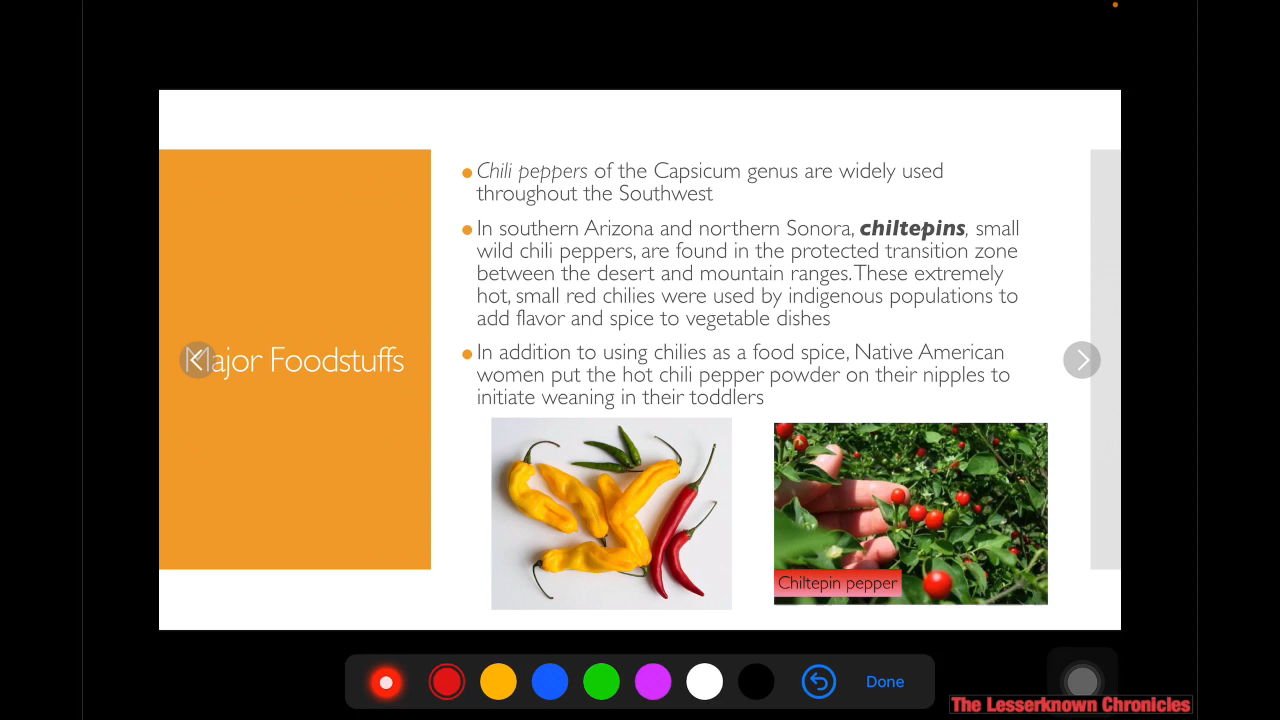 Major Foodstuffs
Chili peppers of the Capsicum genus are widely used
throughout the Southwest
In southern Arizona and northern Sonora, chiltepins, small
wild chili peppers, are found in the protected transition zone
between the desert and mountain ranges. These extremely
hot, small red chilies were used by indigenous populations to
add flavor and spice to vegetable dishes
In addition to using chilies as a food spice, Native American
women put the hot chili pepper powder on their nipples to
initiate weaning in their toddlers
Chiltepin pepper
Done
The Lesserknown Chronicles